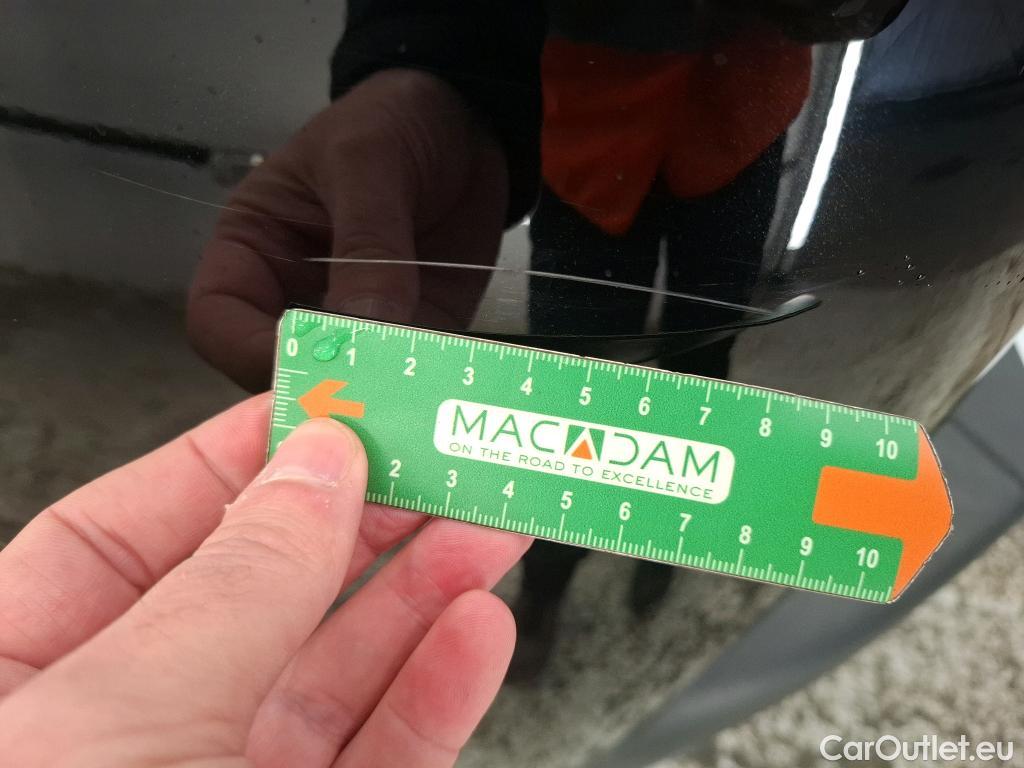 0 1 2 3 4 5 6 7 8 9 10
MACADAM
ON THE ROAD TO EXCELLENCE
2 3 4 5 6 7 8 9 10
CarOutlet.eu